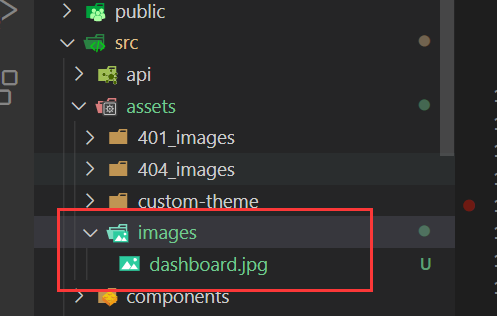 public
src
api
assets
401_images
404_images
custom-theme
images
dashboard.jpg U
components